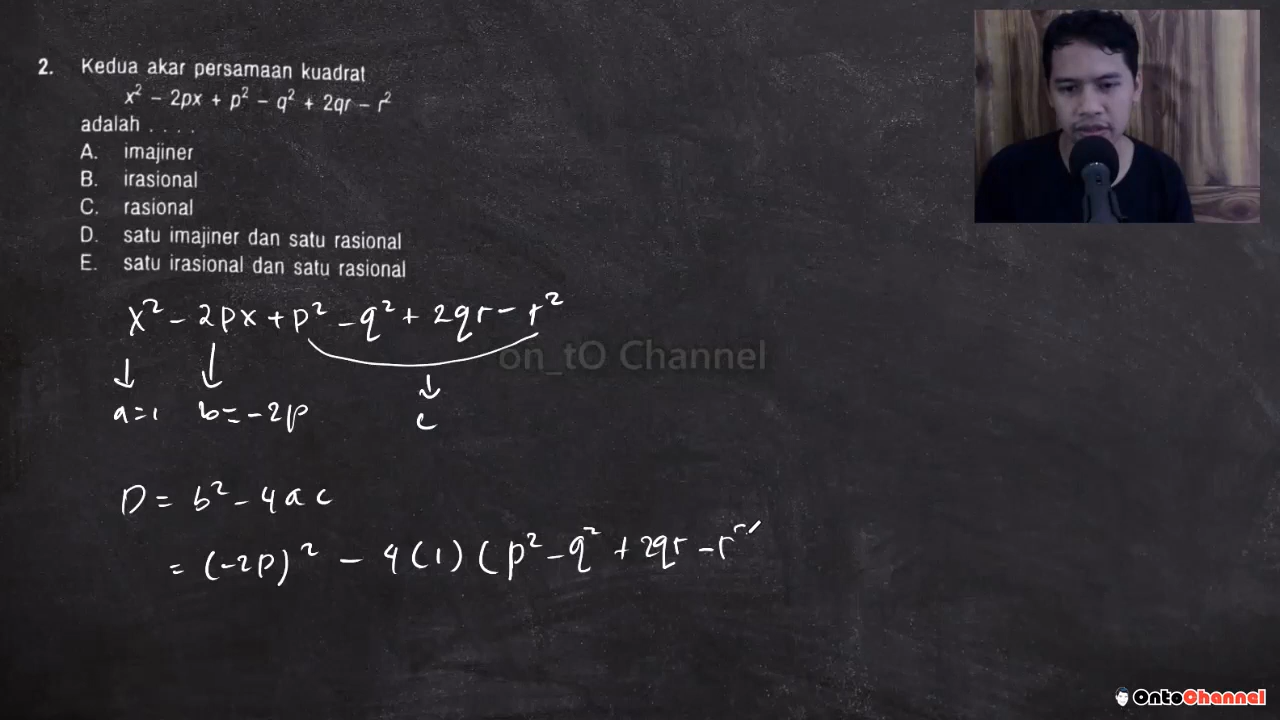 2. Kedua akar persamaan kuadrat
x² – 2px + p² – q² + 2qr – r²
adalah . . . .
A. imajiner
B. irasional
C. rasional
D. satu imajiner dan satu rasional
E. satu irasional dan satu rasional
x² – 2px + p² – q² + 2qr – r²
on_tO Channel
a = 1 b = –2p c
D = b² – 4ac
= (–2p)² – 4(1)(p² – q² + 2qr – r²
OntoChannel